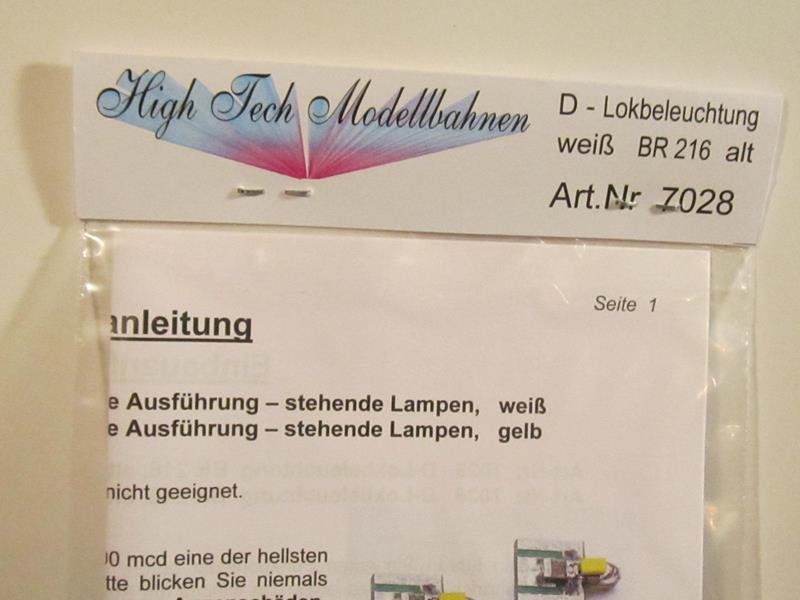 High Tech Modellbahnen
D - Lokbeleuchtung
weiß BR 216 alt
Art.Nr 7028
Seite 1
anleitung
e Ausführung – stehende Lampen, weiß
e Ausführung – stehende Lampen, gelb
nicht geeignet.
00 mcd eine der hellsten
tte blicken Sie niemals